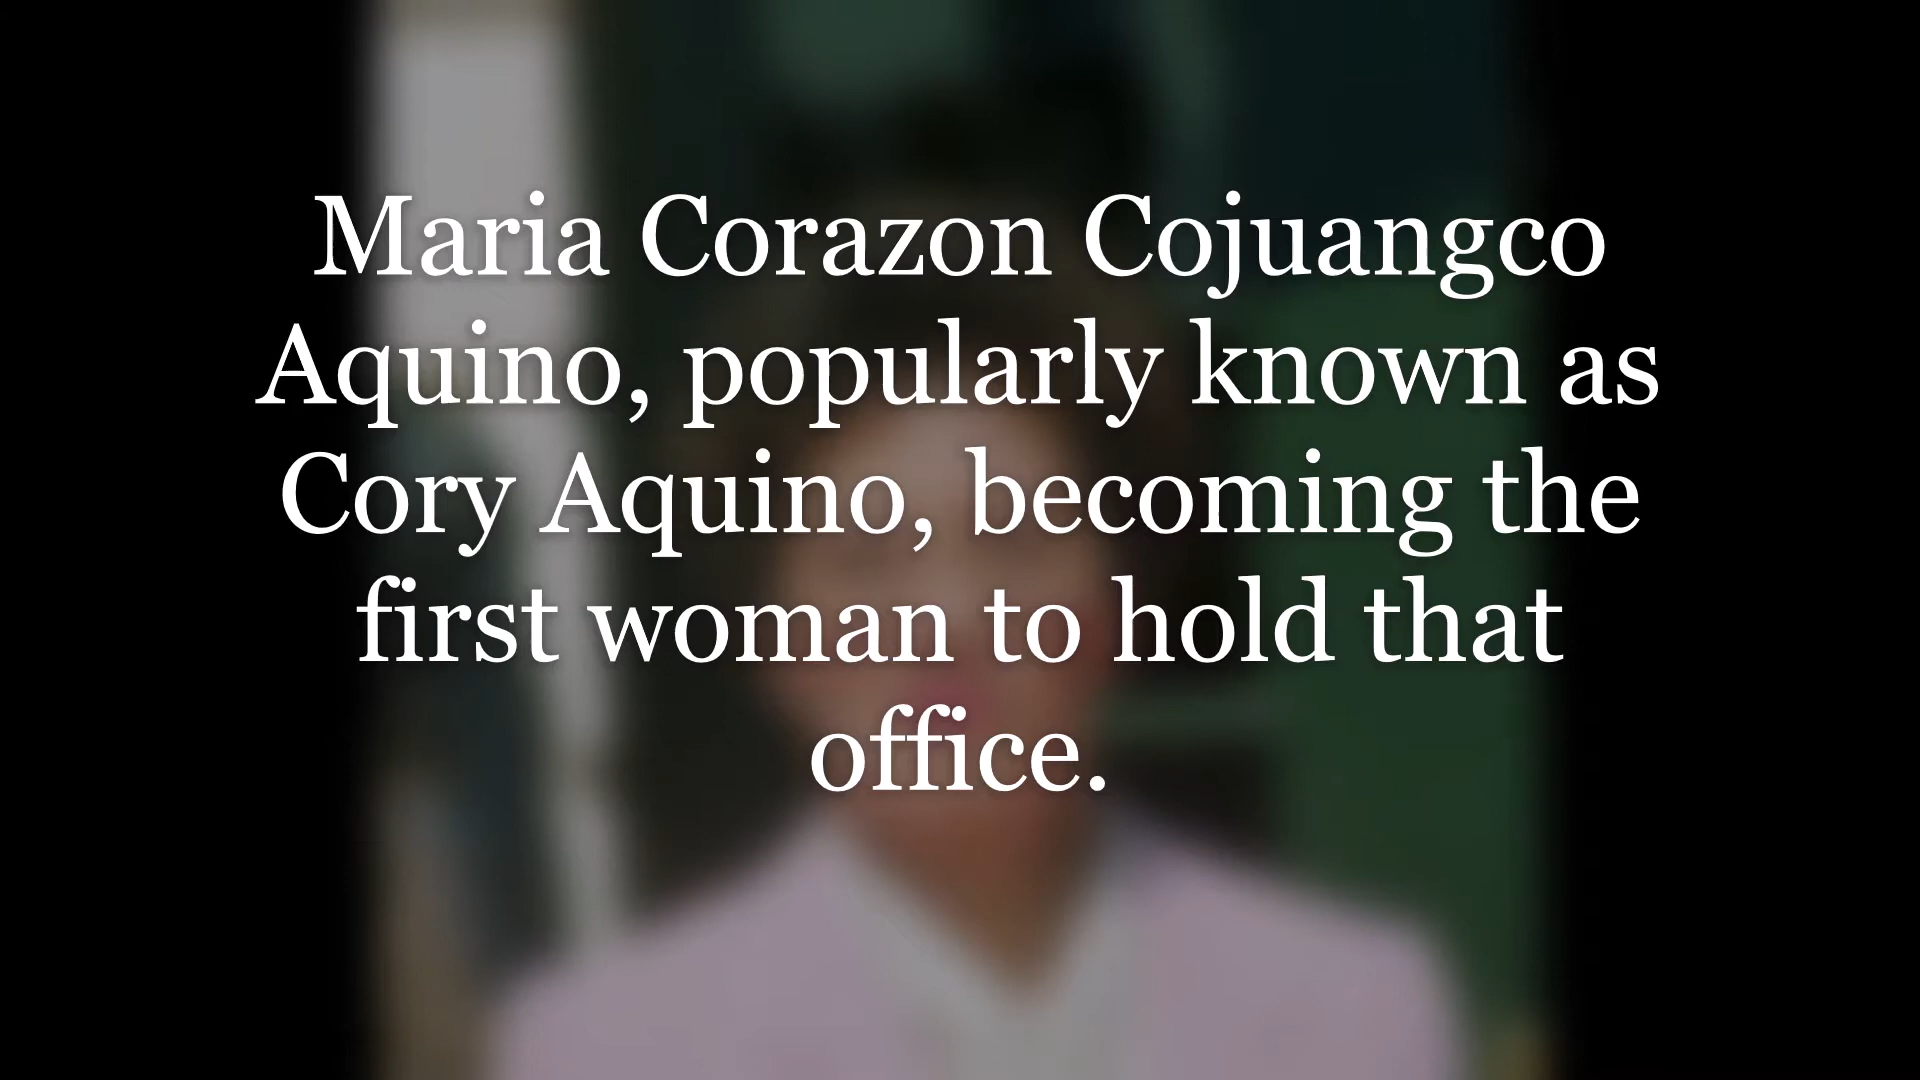 Maria Corazon Cojuangco
Aquino, popularly known as
Cory Aquino, becoming the
first woman to hold that
office.